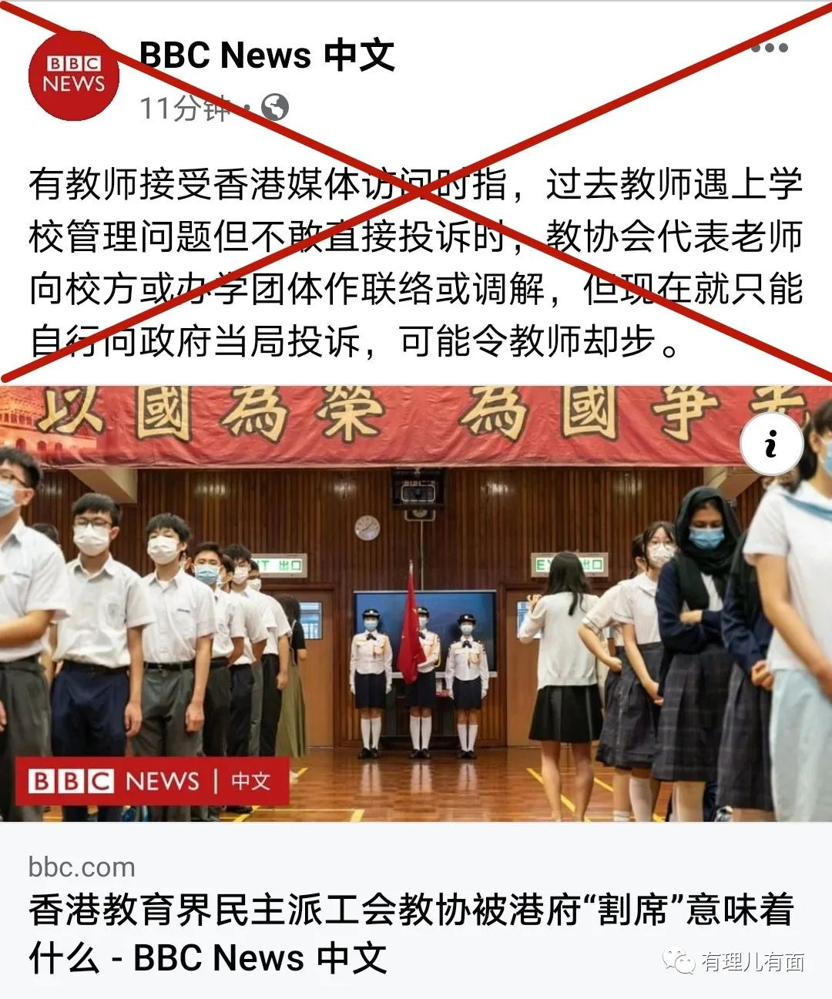 BBC
NEWS
BBC News 中文
11分钟
有教师接受香港媒体访问时指，过去教师遇上学
校管理问题但不敢直接投诉时，教协会代表老师
向校方或办学团体作联络或调解，但现在就只能
自行向政府当局投诉，可能令教师却步。
以國為榮 為國爭光
i
EXIT 出口
EXIT 出口
BBC NEWS | 中文
bbc.com
香港教育界民主派工会教协被港府“割席”意味着
什么 - BBC News 中文
有理儿有面